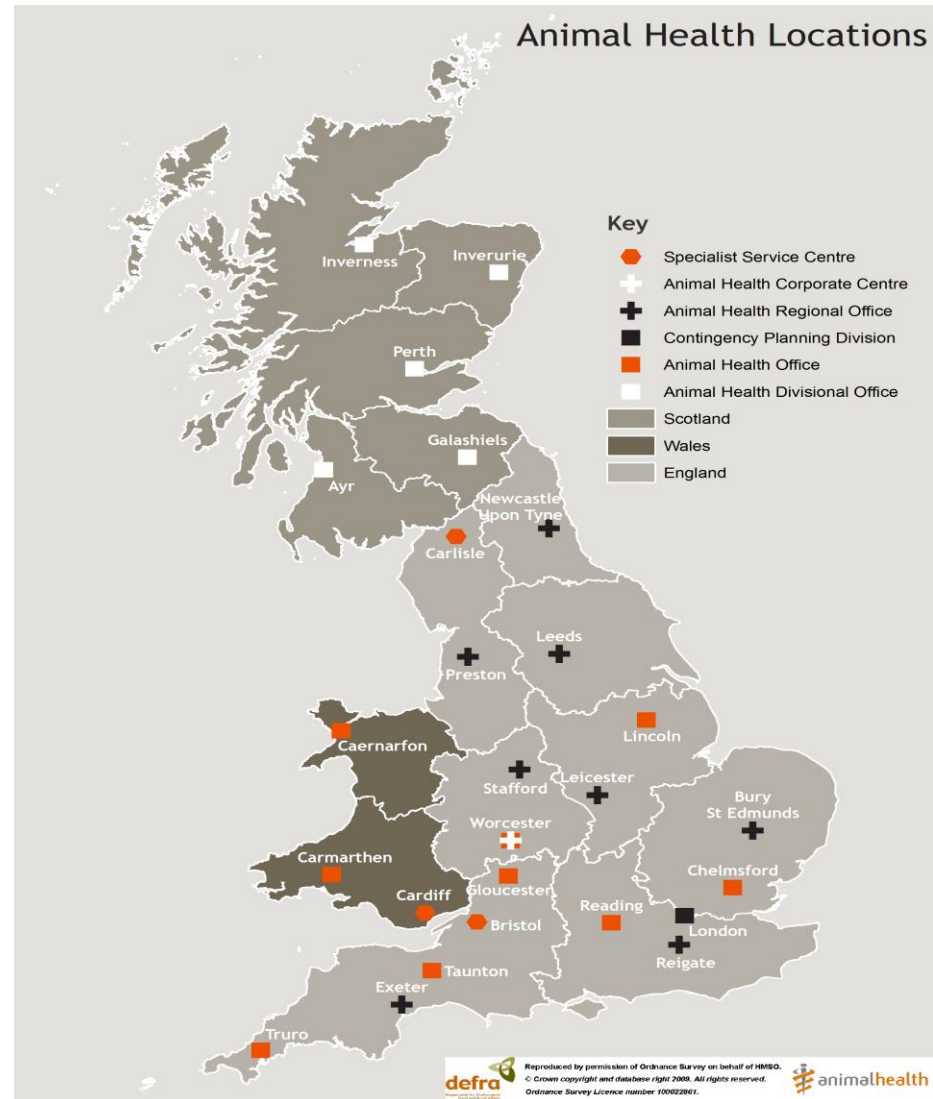 Animal Health Locations
Key
Specialist Service Centre
Animal Health Corporate Centre
Animal Health Regional Office
Contingency Planning Division
Animal Health Office
Animal Health Divisional Office
Scotland
Wales
England
Inverness
Inverurie
Perth
Galashiels
Ayr
Newcastle
Upon Tyne
Carlisle
Leeds
Preston
Lincoln
Caernarfon
Stafford
Leicester
Bury
St Edmunds
Worcester
Carmarthen
Chelmsford
Gloucester
Cardiff
Reading
Bristol
London
Reigate
Taunton
Exeter
Truro
defra
Reproduced by permission of Ordnance Survey on behalf of HMSO.
© Crown copyright and database right 2009. All rights reserved.
Ordnance Survey Licence number 100022861.
animalhealth